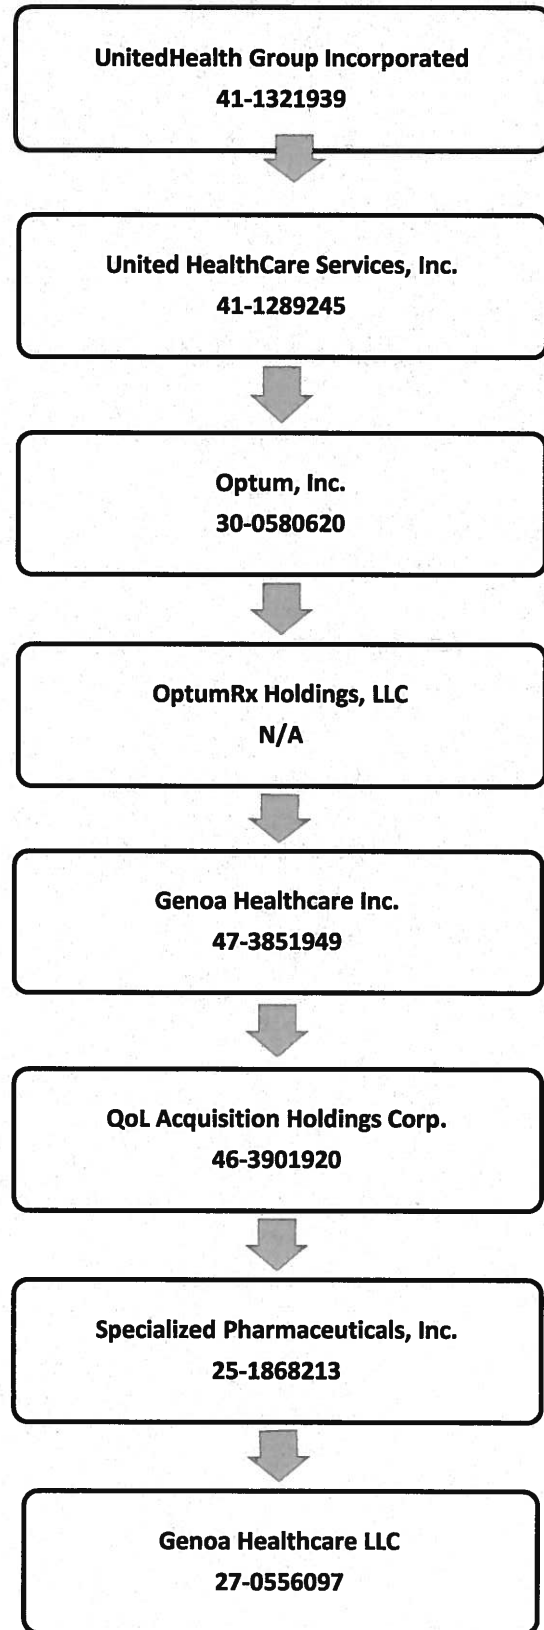 UnitedHealth Group Incorporated
41-1321939
United HealthCare Services, Inc.
41-1289245
Optum, Inc.
30-0580620
OptumRx Holdings, LLC
N/A
Genoa Healthcare Inc.
47-3851949
QoL Acquisition Holdings Corp.
46-3901920
Specialized Pharmaceuticals, Inc.
25-1868213
Genoa Healthcare LLC
27-0556097